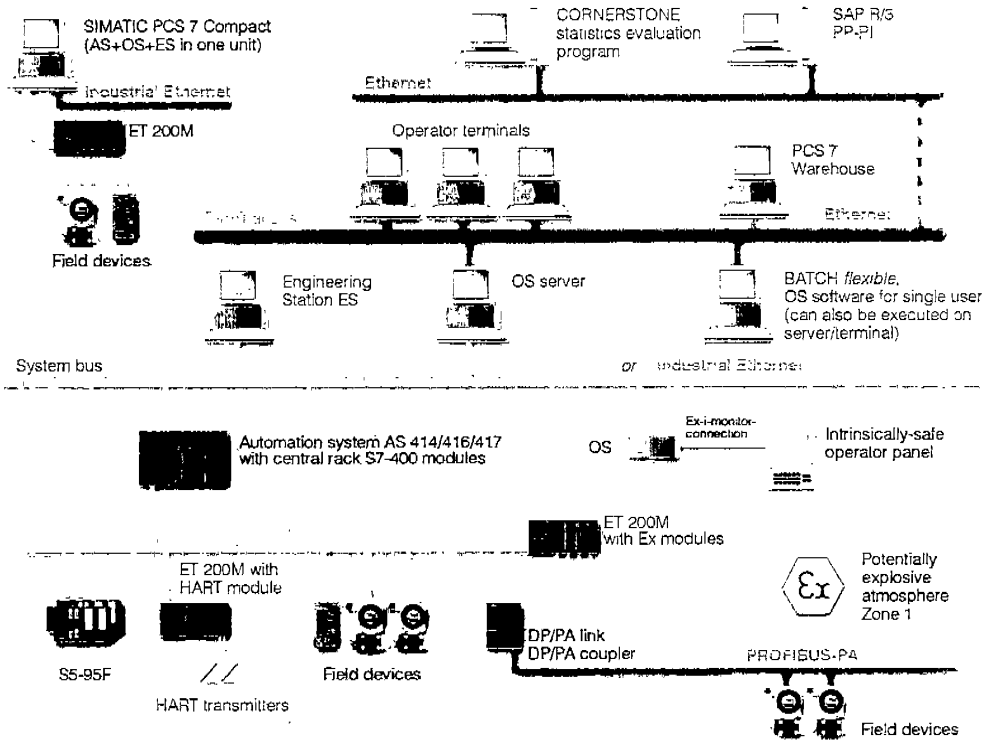 SIMATIC PCS 7 Compact
(AS+OS+ES in one unit)
CORNERSTONE
statistics evaluation
program
SAP R/3
PP-PI
Industrial Ethernet
Ethernet
ET 200M
Operator terminals
PCS 7
Warehouse
Ethernet
Field devices
Engineering
Station ES
OS server
BATCH flexible,
OS software for single user
(can also be executed on
server/terminal)
System bus
or Industrial Ethernet
Automation system AS 414/416/417
with central rack S7-400 modules
OS
Ex-i-monitor-
connection
Intrinsically-safe
operator panel
ET 200M
with Ex modules
ET 200M with
HART module
Ex
Potentially
explosive
atmosphere
Zone 1
DP/PA link
DP/PA coupler
PROFIBUS-PA
S5-95F
Field devices
HART transmitters
Field devices